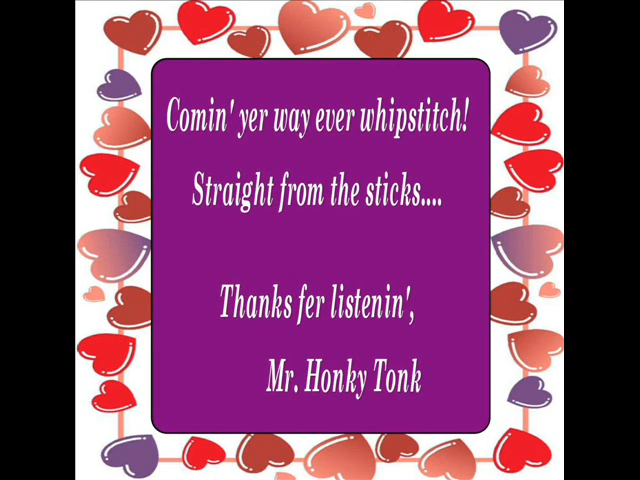 Comin' yer way ever whipstitch!
Straight from the sticks....
Thanks fer listenin',
Mr. Honky Tonk